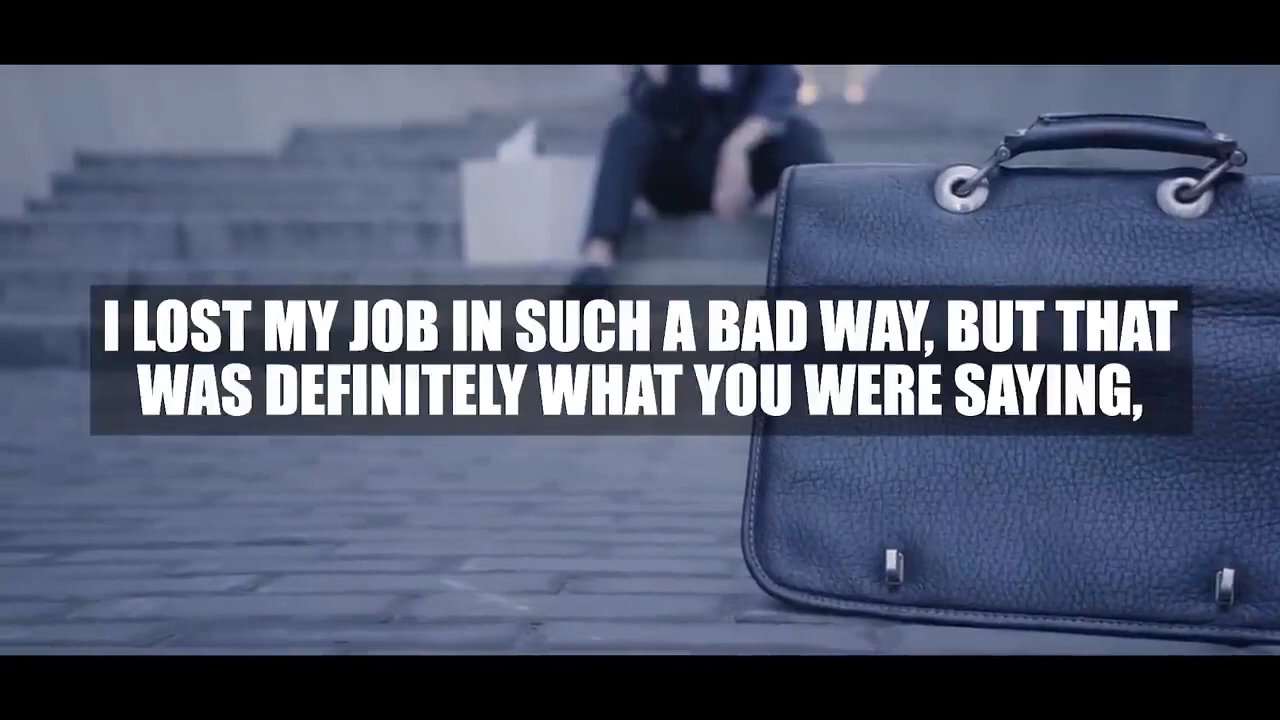 I LOST MY JOB IN SUCH A BAD WAY, BUT THAT
WAS DEFINITELY WHAT YOU WERE SAYING,